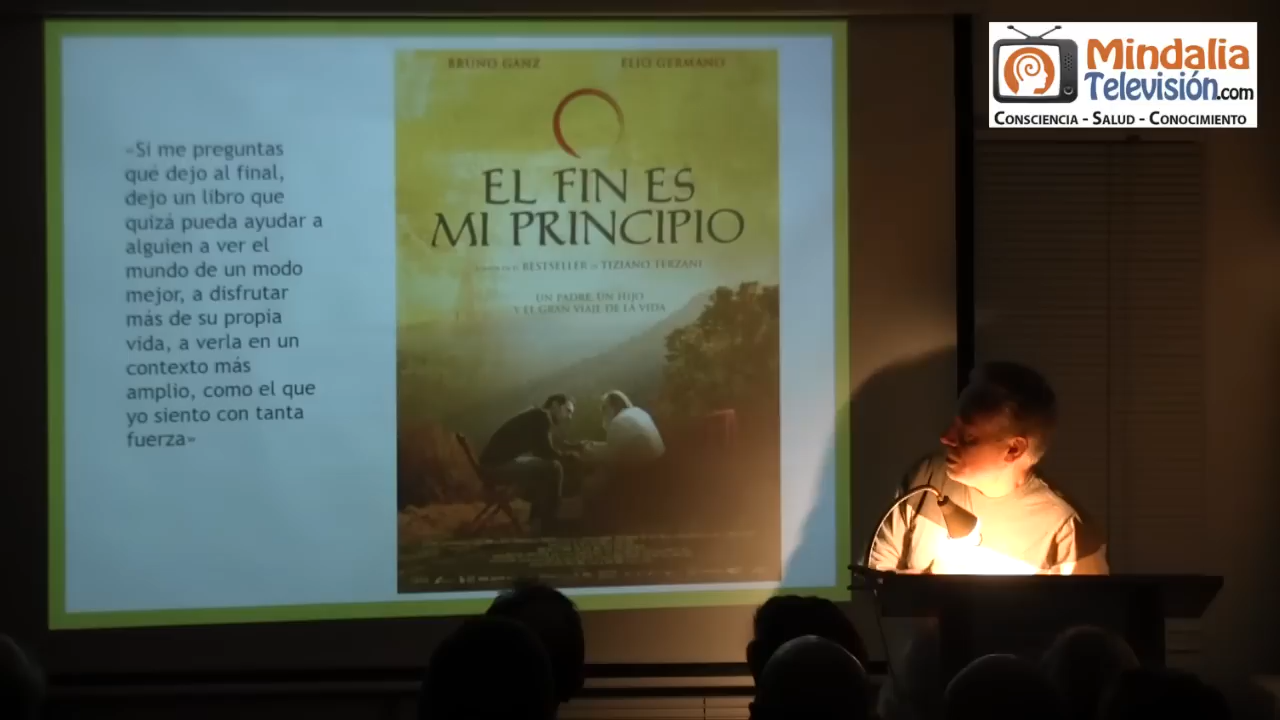 Mindalia
Televisión.com
CONSCIENCIA - SALUD - CONOCIMIENTO
«Si me preguntas
qué dejo al final,
dejo un libro que
quizá pueda ayudar a
alguien a ver el
mundo de un modo
mejor, a disfrutar
más de su propia
vida, a verla en un
contexto más
amplio, como el que
yo siento con tanta
fuerza»
BRUNO GANZ ELIO GERMANO
EL FIN ES
MI PRINCIPIO
BESTSELLER DE TIZIANO TERZANI
UN PADRE, UN HIJO
Y EL GRAN VIAJE DE LA VIDA